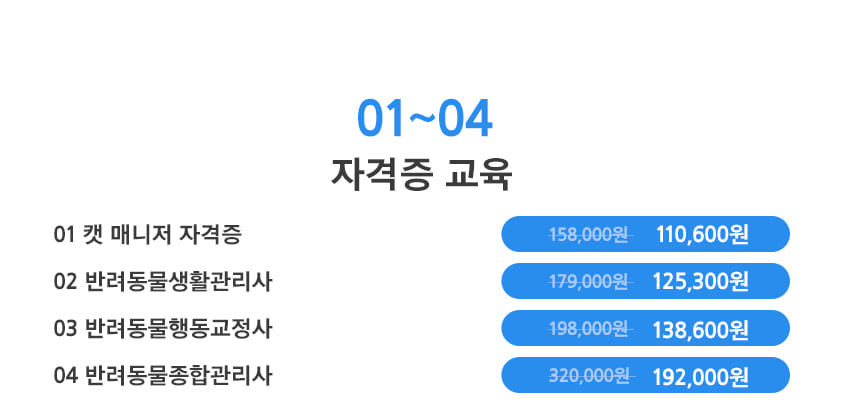 01~04
자격증 교육
01 캣 매니저 자격증 158,000원 110,600원
02 반려동물생활관리사 179,000원 125,300원
03 반려동물행동교정사 198,000원 138,600원
04 반려동물종합관리사 320,000원 192,000원